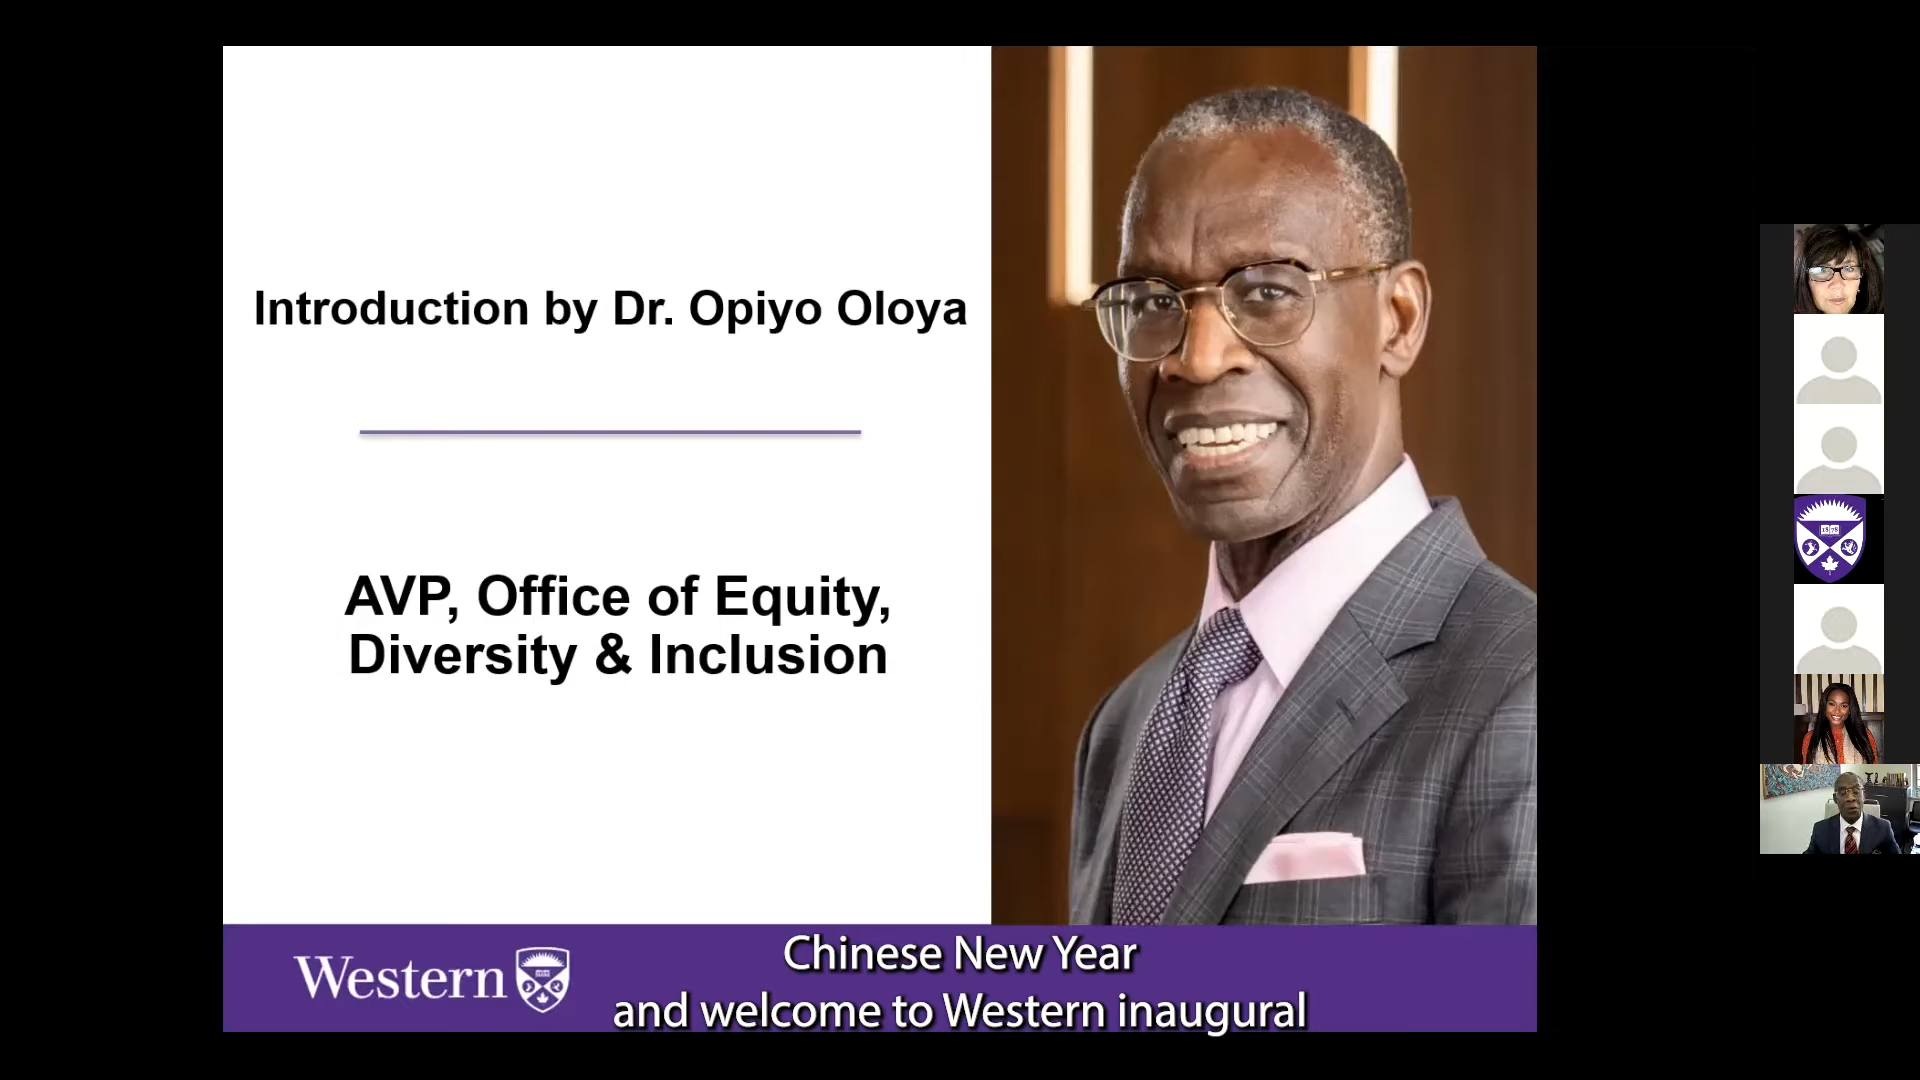 Introduction by Dr. Opiyo Oloya
AVP, Office of Equity,
Diversity & Inclusion
Western
Chinese New Year
and welcome to Western inaugural